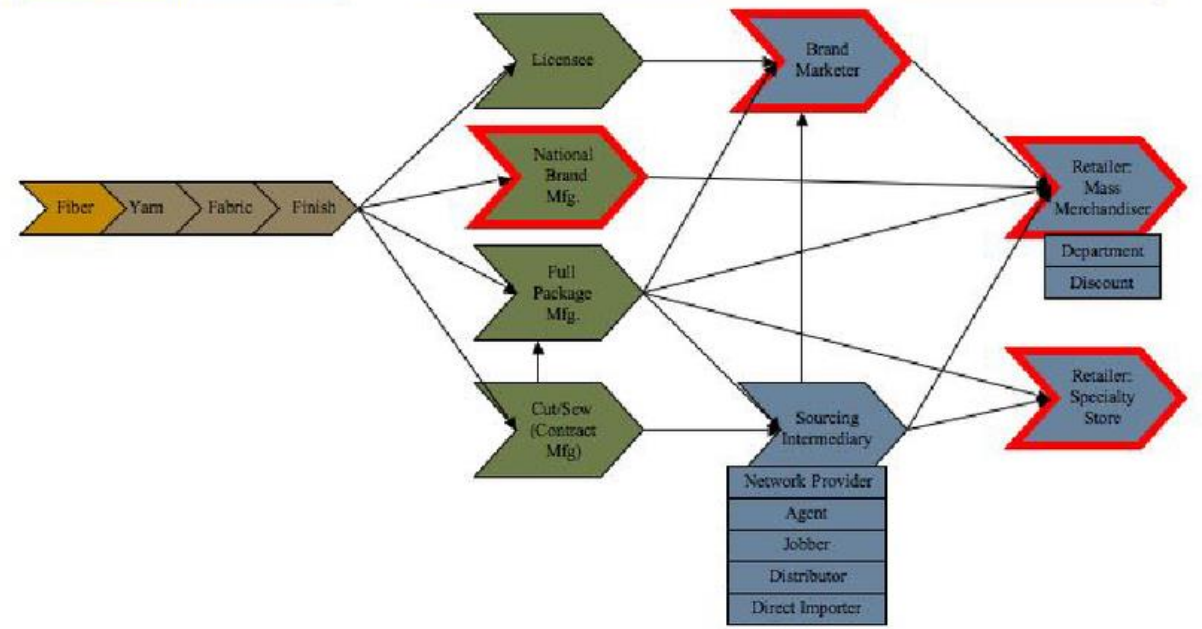 Licensee
Brand
Marketer
National
Brand
Mfg.
Retailer:
Mass
Merchandiser
Department
Discount
Fiber
Yarn
Fabric
Finish
Full
Package
Mfg.
Cut/Sew
(Contract
Mfg)
Sourcing
Intermediary
Network Provider
Agent
Jobber
Distributor
Direct Importer
Retailer:
Specialty
Store